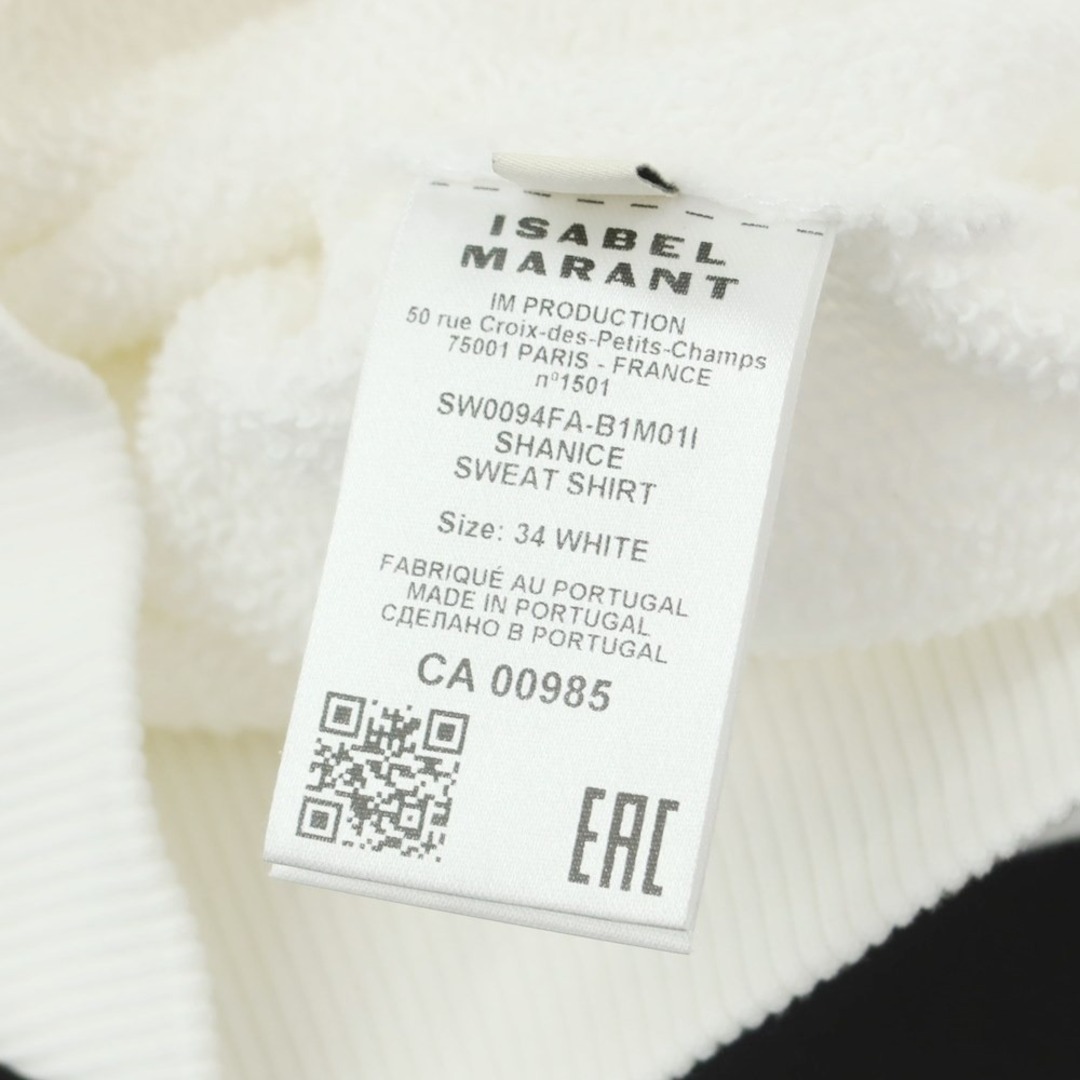 ISABEL
MARANT
IM PRODUCTION
50 rue Croix-des-Petits-Champs
75001 PARIS - FRANCE
nº1501
SW0094FA-B1M01I
SHANICE
SWEAT SHIRT
Size: 34 WHITE
FABRIQUÉ AU PORTUGAL
MADE IN PORTUGAL
СДЕЛАНО В PORTUGAL
CA 00985
EAC